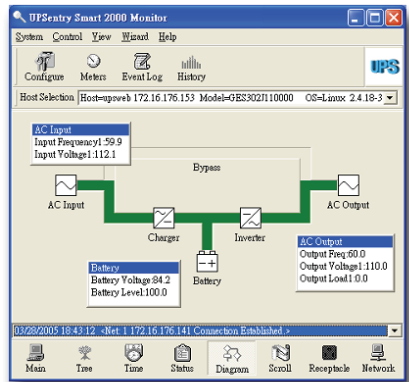 UPSentry Smart 2000 Monitor
System Control View Wizard Help
Configure Meters Event Log History
UPS
Host Selection Host=upsweb 172.16.176.153 Model=GES302J110000 OS=Linux 2.4.18-3
AC Input
Input Frequency1:59.9
Input Voltage1:112.1
Bypass
AC Input
AC Output
Charger
Inverter
AC Output
Output Freq:60.0
Output Voltage1:110.0
Output Load1:0.0
Battery
Battery Voltage:84.2
Battery Level:100.0
Battery
03/28/2005 18:43:12 <Net: 1 172.16.176.141 Connection Established.>
Main Tree Time Status Diagram Scroll Receptacle Network